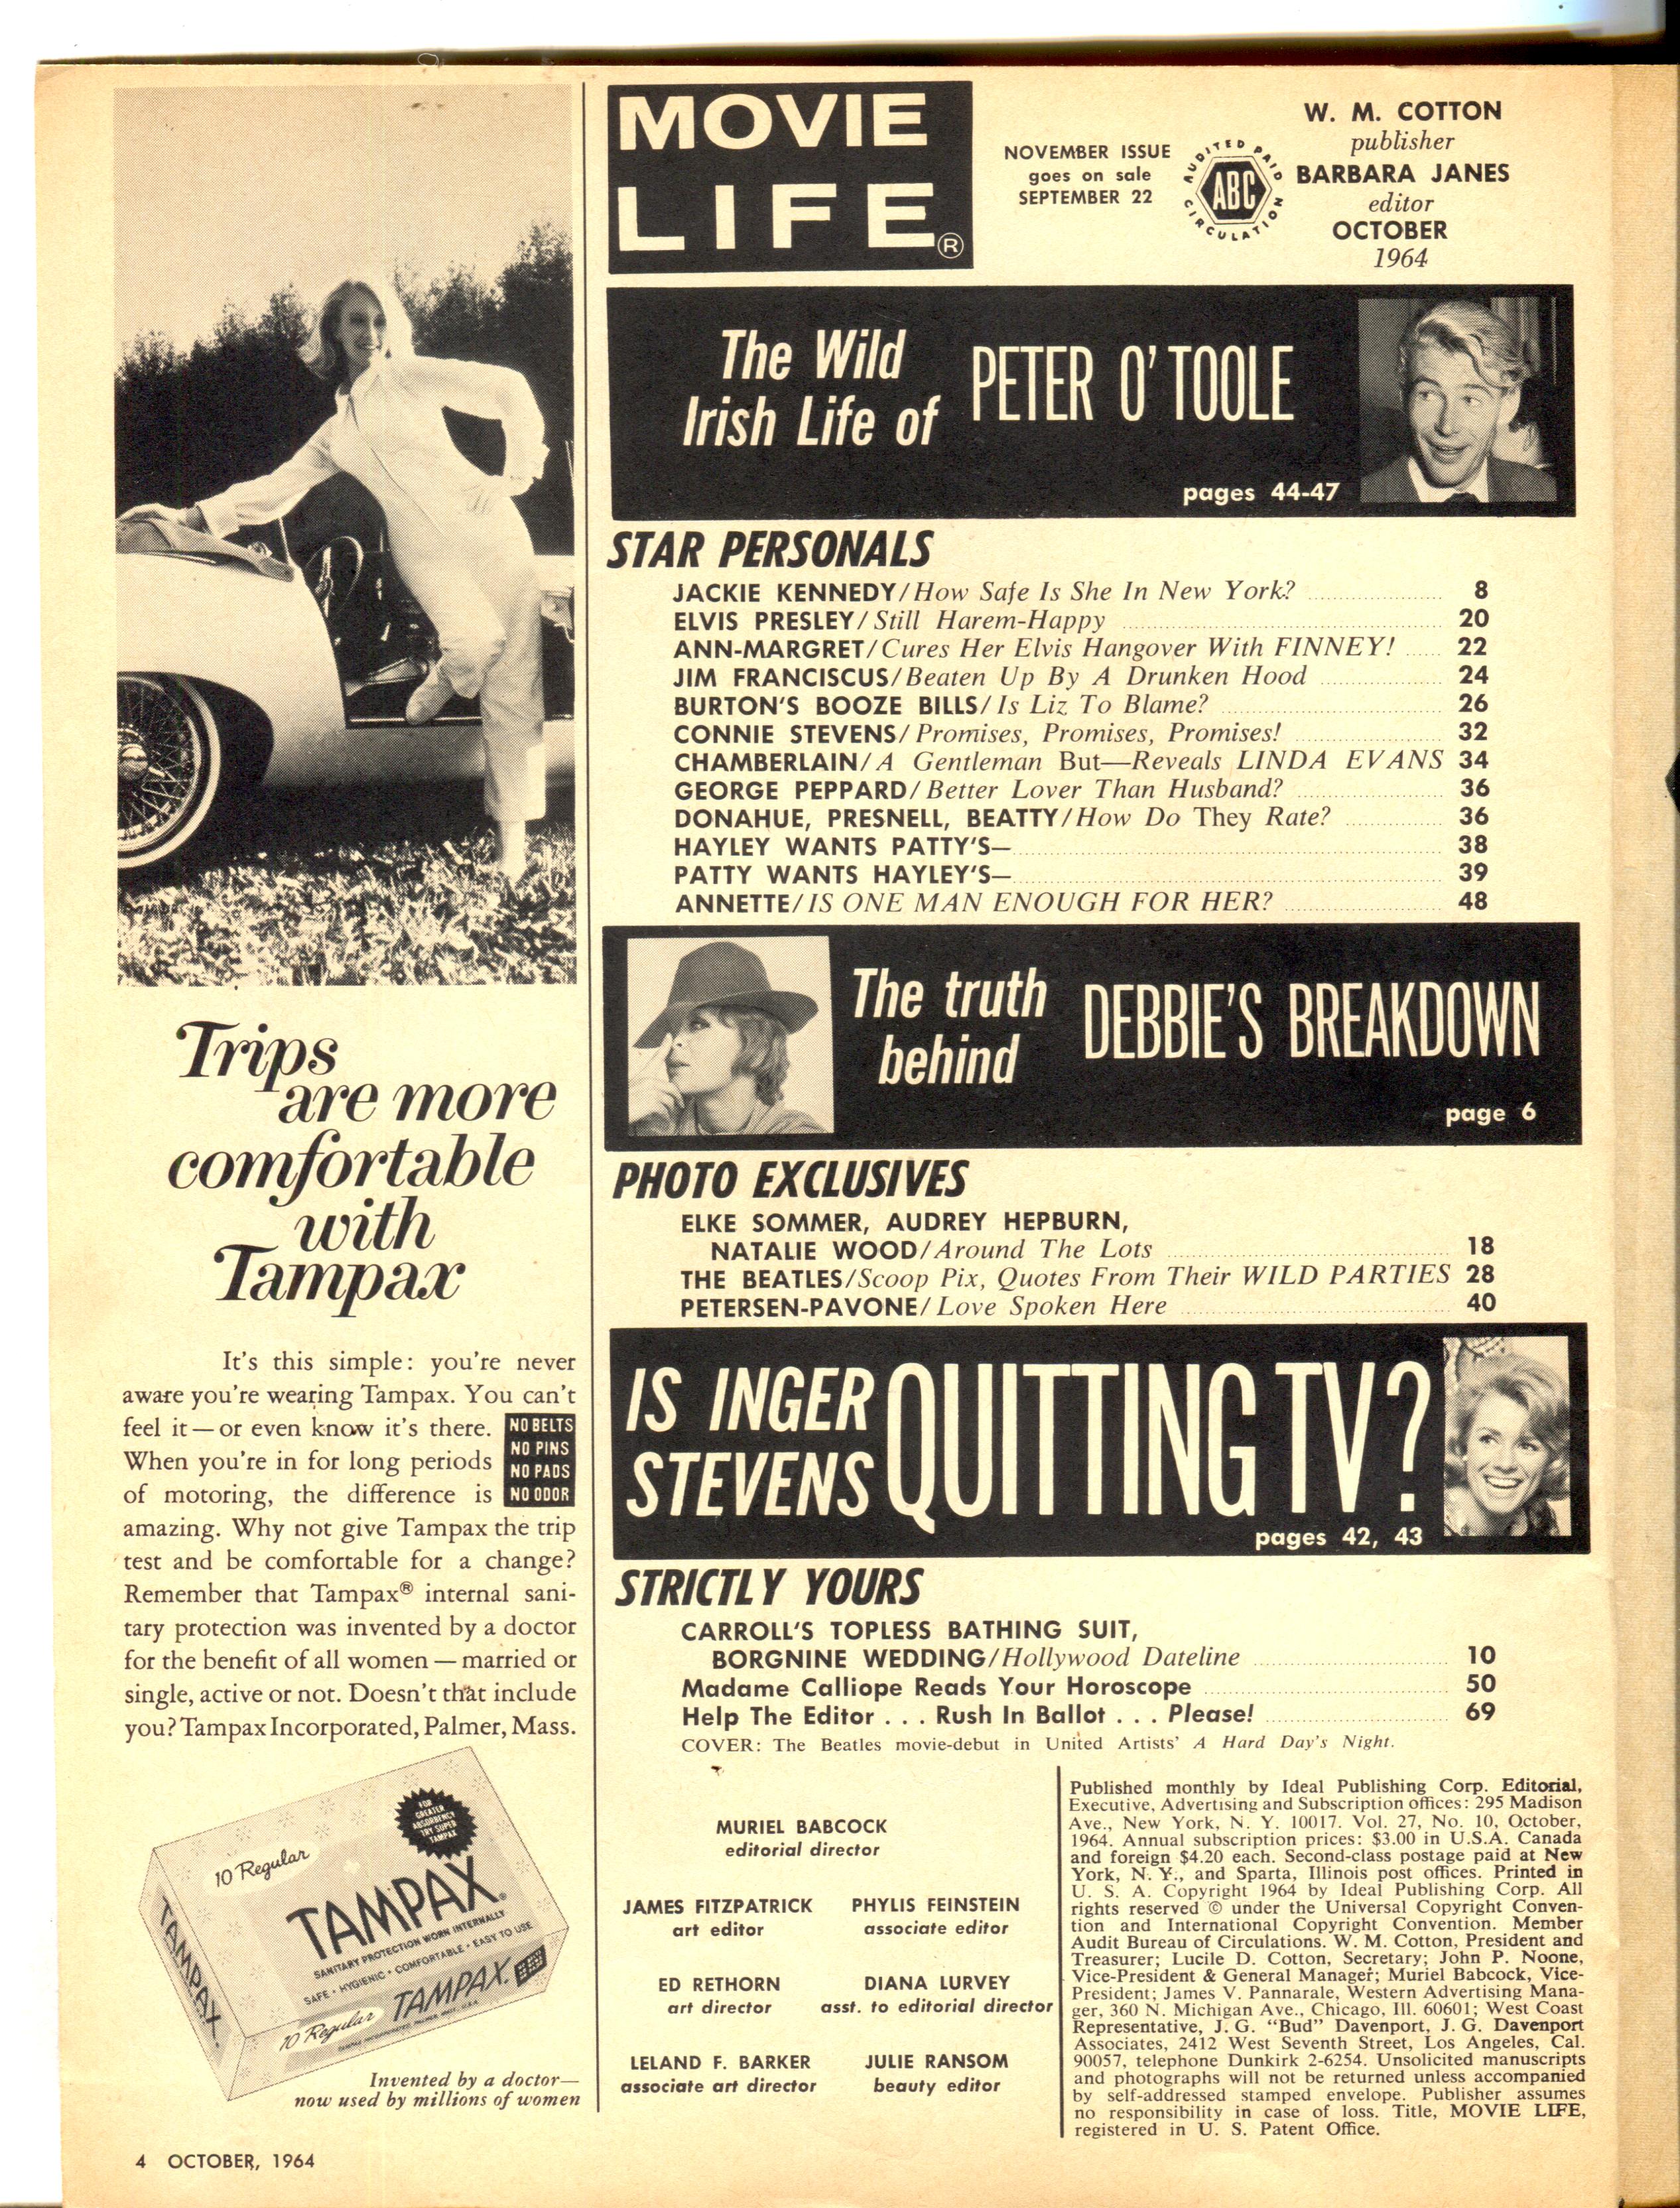 MOVIE
LIFE®
NOVEMBER ISSUE
goes on sale
SEPTEMBER 22
AUDITED PAID
ABC
CIRCULATION
W. M. COTTON
publisher
BARBARA JANES
editor
OCTOBER
1964
The Wild
Irish Life of
PETER O'TOOLE
pages 44-47
STAR PERSONALS
JACKIE KENNEDY/How Safe Is She In New York? 8
ELVIS PRESLEY/Still Harem-Happy 20
ANN-MARGRET/Cures Her Elvis Hangover With FINNEY! 22
JIM FRANCISCUS/Beaten Up By A Drunken Hood 24
BURTON'S BOOZE BILLS/Is Liz To Blame? 26
CONNIE STEVENS/Promises, Promises, Promises! 32
CHAMBERLAIN/A Gentleman But—Reveals LINDA EVANS 34
GEORGE PEPPARD/Better Lover Than Husband? 36
DONAHUE, PRESNELL, BEATTY/How Do They Rate? 36
HAYLEY WANTS PATTY'S— 38
PATTY WANTS HAYLEY'S— 39
ANNETTE/IS ONE MAN ENOUGH FOR HER? 48
The truth
behind
DEBBIE'S BREAKDOWN
page 6
PHOTO EXCLUSIVES
ELKE SOMMER, AUDREY HEPBURN,
NATALIE WOOD/Around The Lots 18
THE BEATLES/Scoop Pix, Quotes From Their WILD PARTIES 28
PETERSEN-PAVONE/Love Spoken Here 40
IS INGER
STEVENS
QUITTING TV?
pages 42, 43
STRICTLY YOURS
CARROLL'S TOPLESS BATHING SUIT,
BORGNINE WEDDING/Hollywood Dateline 10
Madame Calliope Reads Your Horoscope 50
Help The Editor . . . Rush In Ballot . . . Please! 69
COVER: The Beatles movie-debut in United Artists' A Hard Day's Night.
MURIEL BABCOCK
editorial director
JAMES FITZPATRICK
art editor
PHYLIS FEINSTEIN
associate editor
ED RETHORN
art director
DIANA LURVEY
asst. to editorial director
LELAND F. BARKER
associate art director
JULIE RANSOM
beauty editor
Published monthly by Ideal Publishing Corp. Editorial,
Executive, Advertising and Subscription offices: 295 Madison
Ave., New York, N. Y. 10017. Vol. 27, No. 10, October,
1964. Annual subscription prices: $3.00 in U.S.A. Canada
and foreign $4.20 each. Second-class postage paid at New
York, N. Y., and Sparta, Illinois post offices. Printed in
U. S. A. Copyright 1964 by Ideal Publishing Corp. All
rights reserved © under the Universal Copyright Conven-
tion and International Copyright Convention. Member
Audit Bureau of Circulations. W. M. Cotton, President and
Treasurer; Lucile D. Cotton, Secretary; John P. Noone,
Vice-President & General Manager; Muriel Babcock, Vice-
President; James V. Pannarale, Western Advertising Mana-
ger, 360 N. Michigan Ave., Chicago, Ill. 60601; West Coast
Representative, J. G. "Bud" Davenport, J. G. Davenport
Associates, 2412 West Seventh Street, Los Angeles, Cal.
90057, telephone Dunkirk 2-6254. Unsolicited manuscripts
and photographs will not be returned unless accompanied
by self-addressed stamped envelope. Publisher assumes
no responsibility in case of loss. Title, MOVIE LIFE,
registered in U. S. Patent Office.
Trips
are more
comfortable
with
Tampax
It's this simple: you're never
aware you're wearing Tampax. You can't
feel it—or even know it's there.
When you're in for long periods
of motoring, the difference is
amazing. Why not give Tampax the trip
test and be comfortable for a change?
Remember that Tampax® internal sani-
tary protection was invented by a doctor
for the benefit of all women—married or
single, active or not. Doesn't that include
you? Tampax Incorporated, Palmer, Mass.
NO BELTS
NO PINS
NO PADS
NO ODOR
FOR
GREATER
ABSORBENCY
TRY SUPER
TAMPAX
10 Regular
TAMPAX®
SANITARY PROTECTION WORN INTERNALLY
SAFE • HYGIENIC • COMFORTABLE • EASY TO USE
TAMPAX.
10 Regular TAMPAX.
TAMPAX INCORPORATED, PALMER, MASS., U.S.A.
Invented by a doctor—
now used by millions of women
4 OCTOBER, 1964